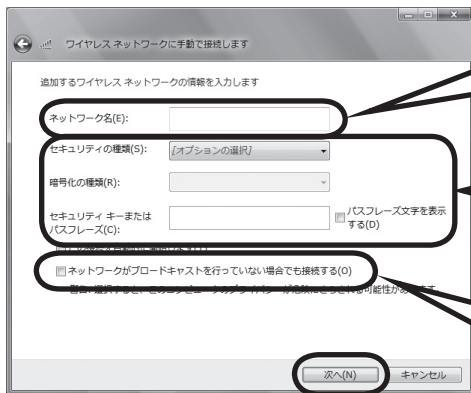 ワイヤレス ネットワークに手動で接続します
追加するワイヤレス ネットワークの情報を入力します
ネットワーク名(E):
セキュリティの種類(S): [オプションの選択]
暗号化の種類(R):
セキュリティ キーまたは
パスフレーズ(C):
パスフレーズ文字を表示
する(D)
ネットワークがブロードキャストを行っていない場合でも接続する(O)
次へ(N) キャンセル